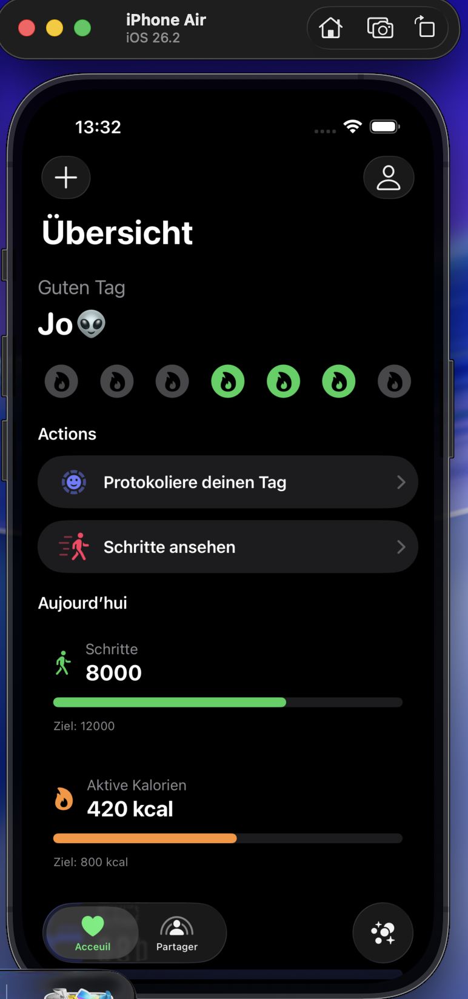 iPhone Air
iOS 26.2
13:32
Übersicht
Guten Tag
Jo👽
Actions
Protokoliere deinen Tag
Schritte ansehen
Aujourd’hui
Schritte
8000
Ziel: 12000
Aktive Kalorien
420 kcal
Ziel: 800 kcal
Acceuil
Partager